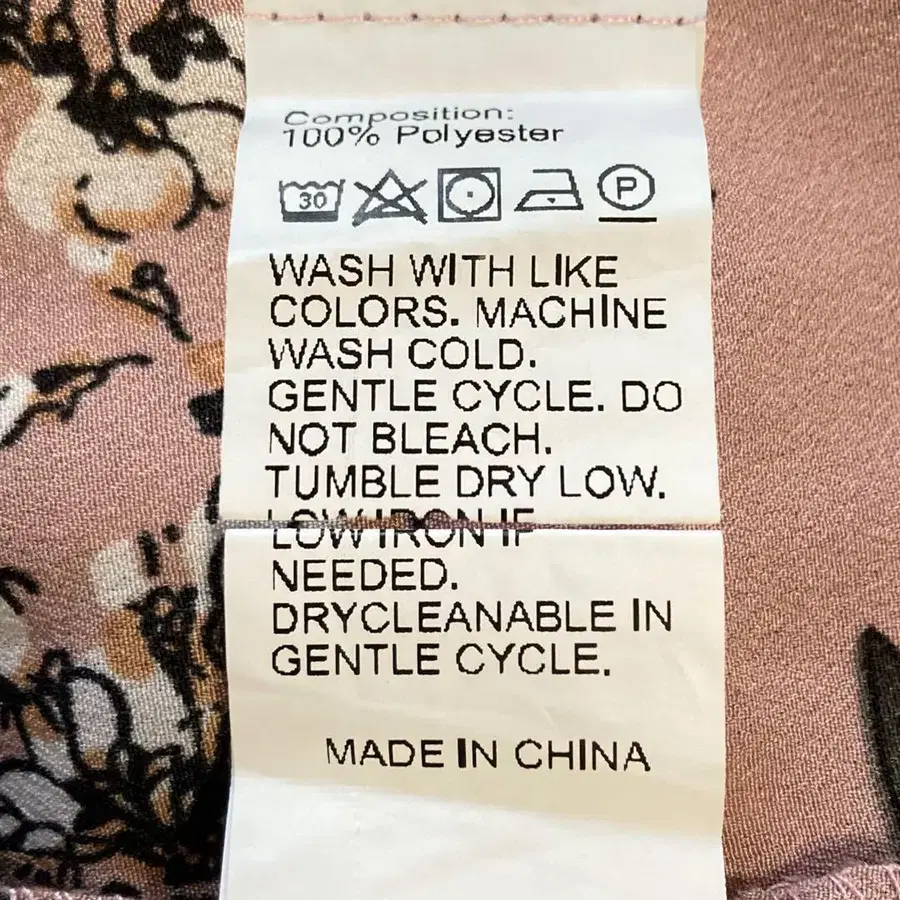 Composition:
100% Polyester
30 P
WASH WITH LIKE
COLORS. MACHINE
WASH COLD.
GENTLE CYCLE. DO
NOT BLEACH.
TUMBLE DRY LOW.
LOW IRON IF
NEEDED.
DRYCLEANABLE IN
GENTLE CYCLE.
MADE IN CHINA